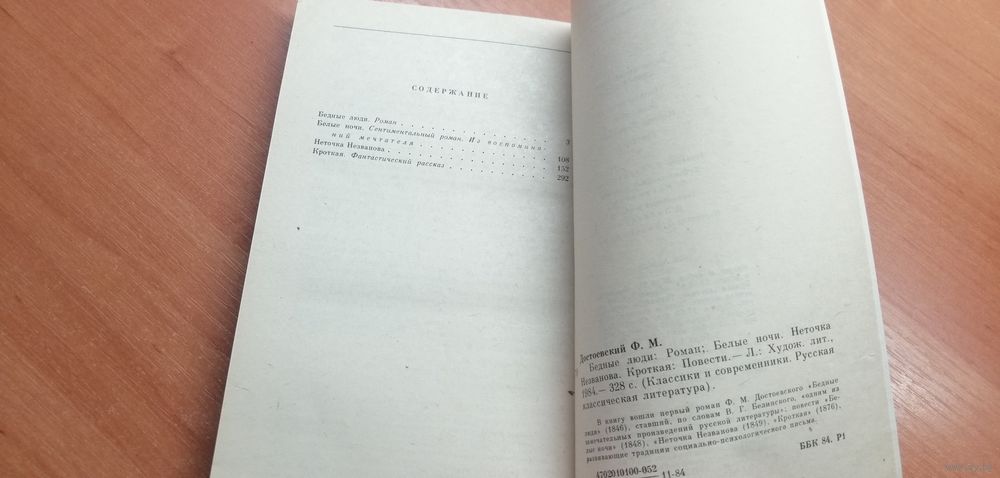 СОДЕРЖАНИЕ
Бедные люди. Роман . . . . . . . . . . . . 3
Белые ночи. Сентиментальный роман. Из воспомина-
ний мечтателя . . . . . . . . . . . . 108
Неточка Незванова . . . . . . . . . . . . 152
Кроткая. Фантастический рассказ . . . . . . . . . 292
Достоевский Ф. М.
Бедные люди: Роман; Белые ночи. Неточка
Незванова. Кроткая: Повести.— Л.: Худож. лит.,
1984.— 328 с. (Классики и современники. Русская
классическая литература).
В книгу вошли первый роман Ф. М. Достоевского «Бедные
люди» (1846), ставший, по словам В. Г. Белинского, «одним из
замечательных произведений русской литературы»; повести «Бе-
лые ночи» (1848), «Неточка Незванова (1849), «Кроткая» (1876),
развивающие традиции социально-психологического письма.
4702010100-052
11-84
ББК 84. Р1